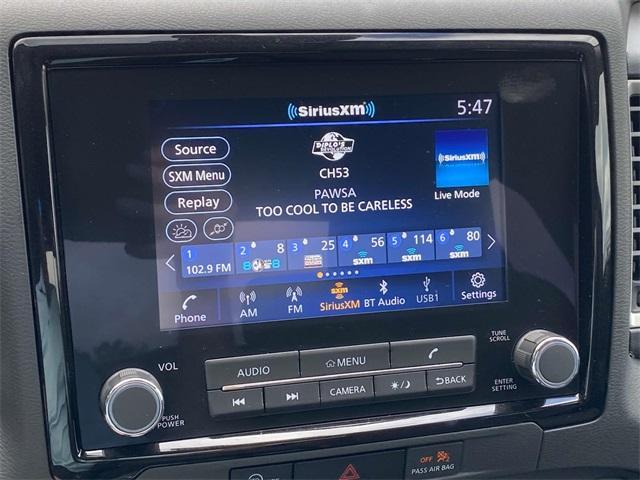 SiriusXM
5:47
Source
DIPLO'S
REVOLUTION
SiriusXM
SXM Menu
CH53
Replay
PAWSA
Live Mode
TOO COOL TO BE CARELESS
1
102.9 FM
2 8
3 25
4 56
sxm
5 114
sxm
6 80
sxm
Phone
AM
FM
sxm
SiriusXM
BT Audio
USB1
Settings
VOL
AUDIO
MENU
TUNE
SCROLL
CAMERA
BACK
PUSH
POWER
ENTER
SETTING
OFF
PASS AIR BAG